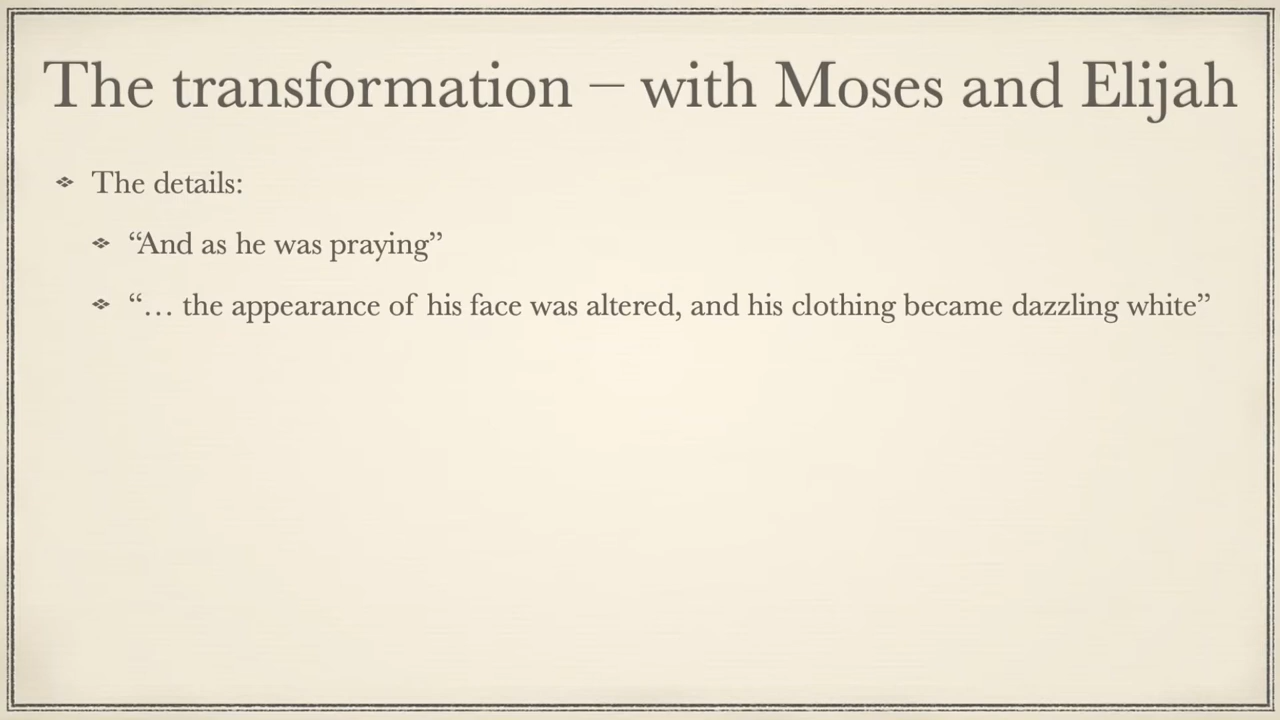 The transformation – with Moses and Elijah
The details:
“And as he was praying”
“… the appearance of his face was altered, and his clothing became dazzling white”